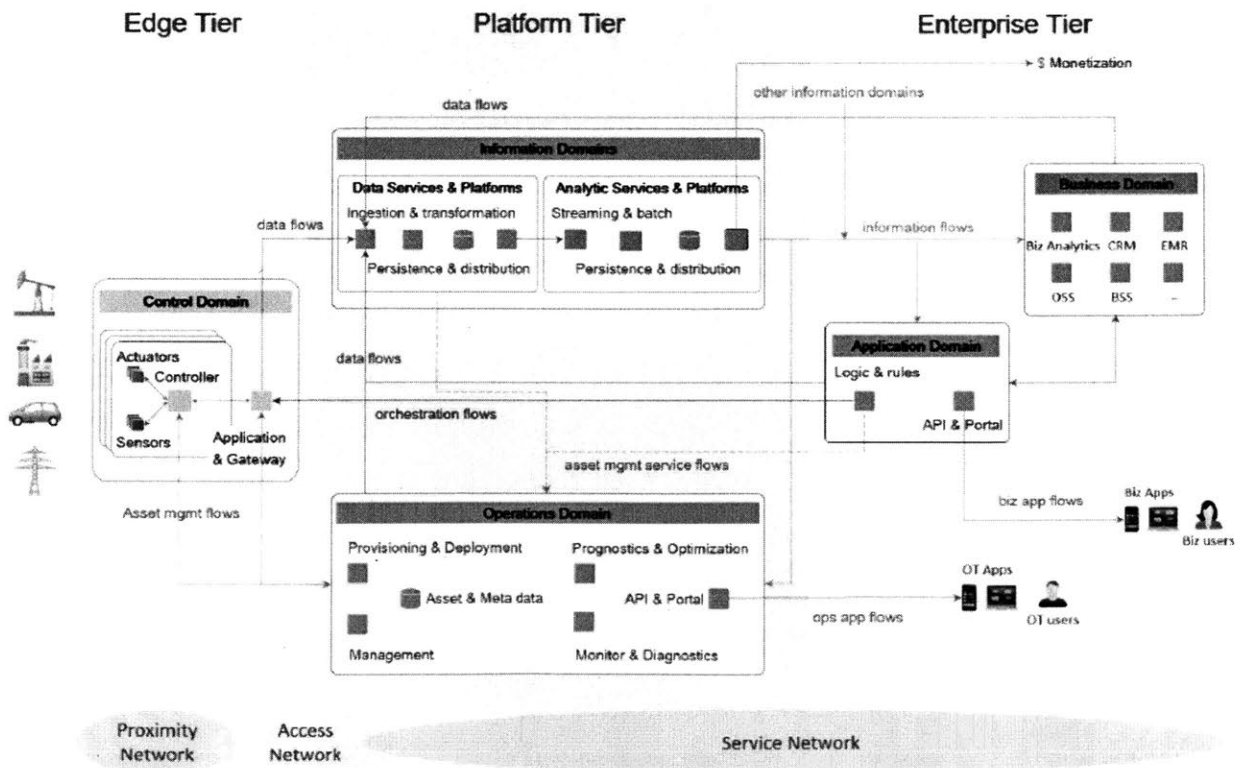 Edge Tier
Platform Tier
Enterprise Tier
$ Monetization
other information domains
data flows
Information Domains
Data Services & Platforms
Analytic Services & Platforms
Ingestion & transformation
Streaming & batch
Persistence & distribution
Persistence & distribution
data flows
information flows
Business Domain
Biz Analytics
CRM
EMR
OSS
BSS
...
Control Domain
Actuators
Controller
Sensors
Application
& Gateway
data flows
orchestration flows
Application Domain
Logic & rules
API & Portal
asset mgmt service flows
Asset mgmt flows
Operations Domain
Provisioning & Deployment
Prognostics & Optimization
Asset & Meta data
API & Portal
Management
Monitor & Diagnostics
biz app flows
Biz Apps
Biz users
OT Apps
ops app flows
OT users
Proximity
Network
Access
Network
Service Network